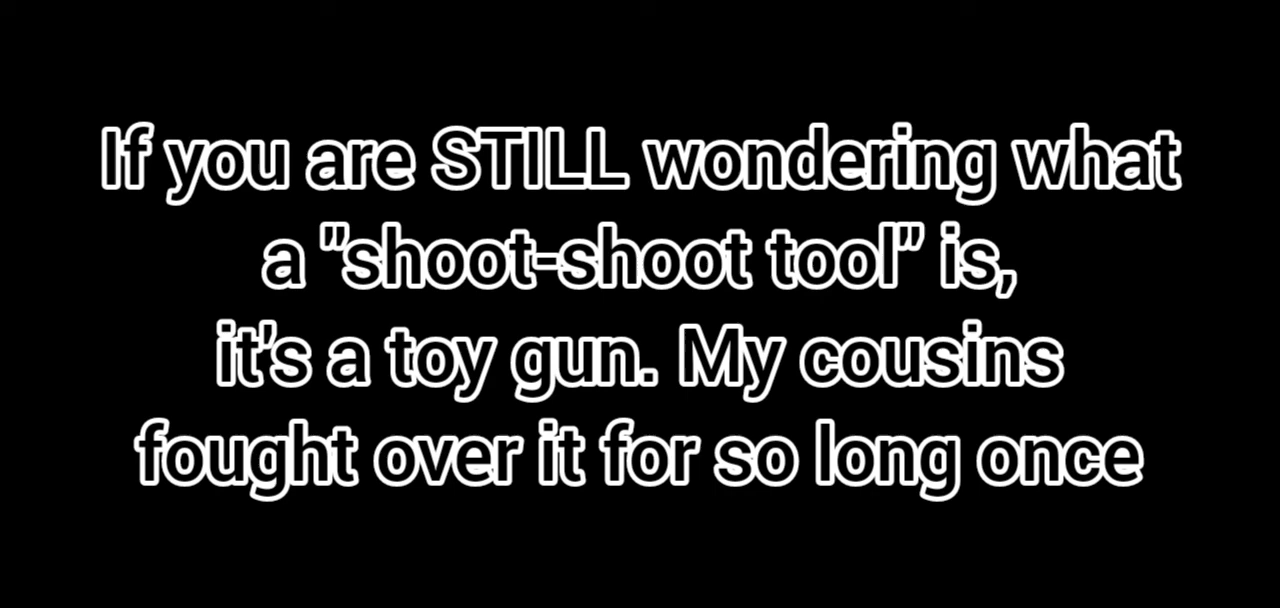 If you are STILL wondering what
a "shoot-shoot tool" is,
it's a toy gun. My cousins
fought over it for so long once